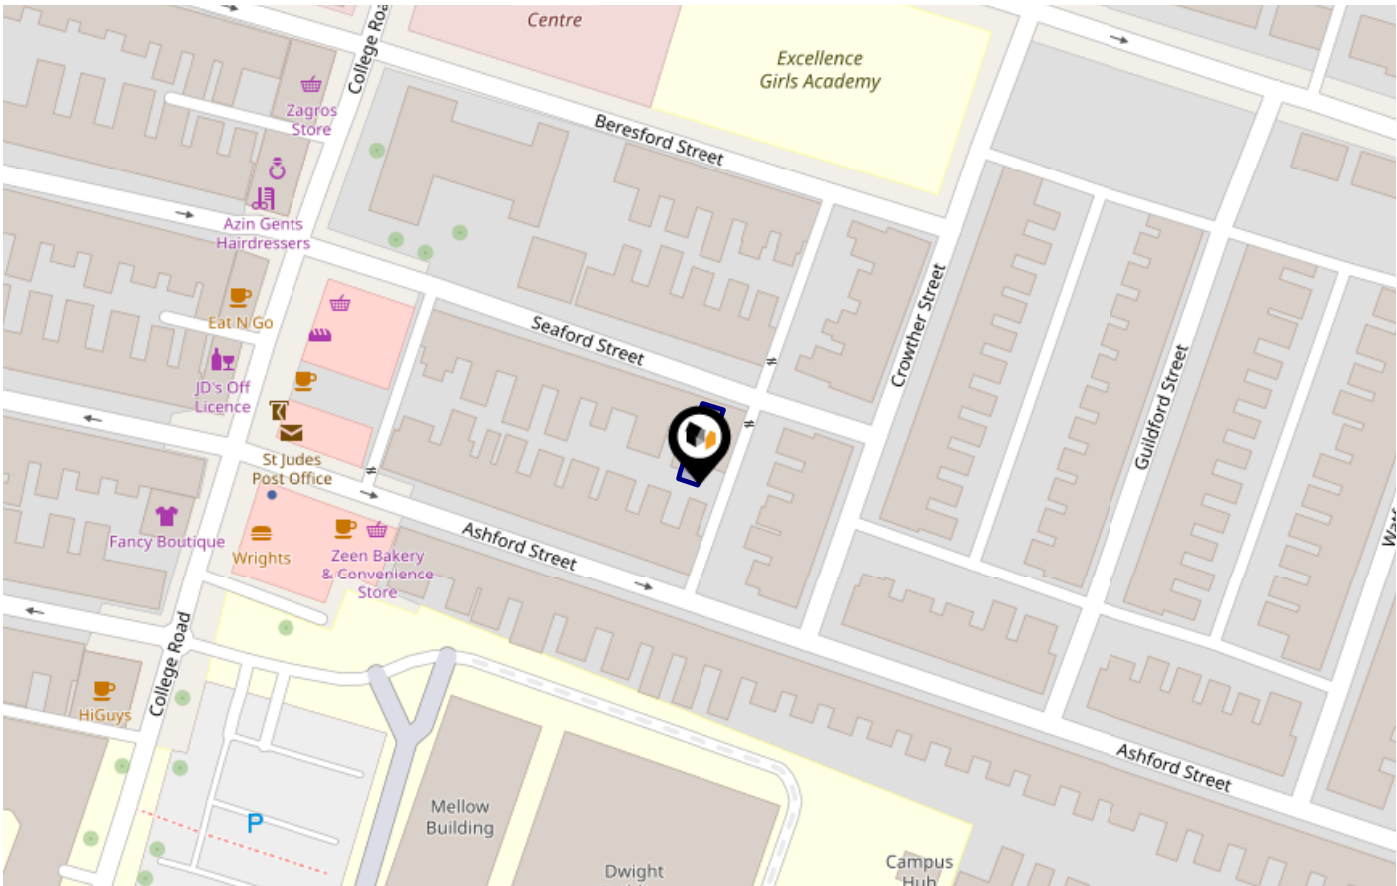 Centre
College Roa
Excellence
Girls Academy
Zagros
Store
Beresford Street
Azin Gents
Hairdressers
Eat N Go
Seaford Street
Crowther Street
JD's Off
Licence
Guildford Street
St Judes
Post Office
Fancy Boutique
Wrights
Zeen Bakery
& Convenience
Store
Ashford Street
Watf
College Road
HiGuys
Ashford Street
P
Mellow
Building
Dwight
Campus
Hub